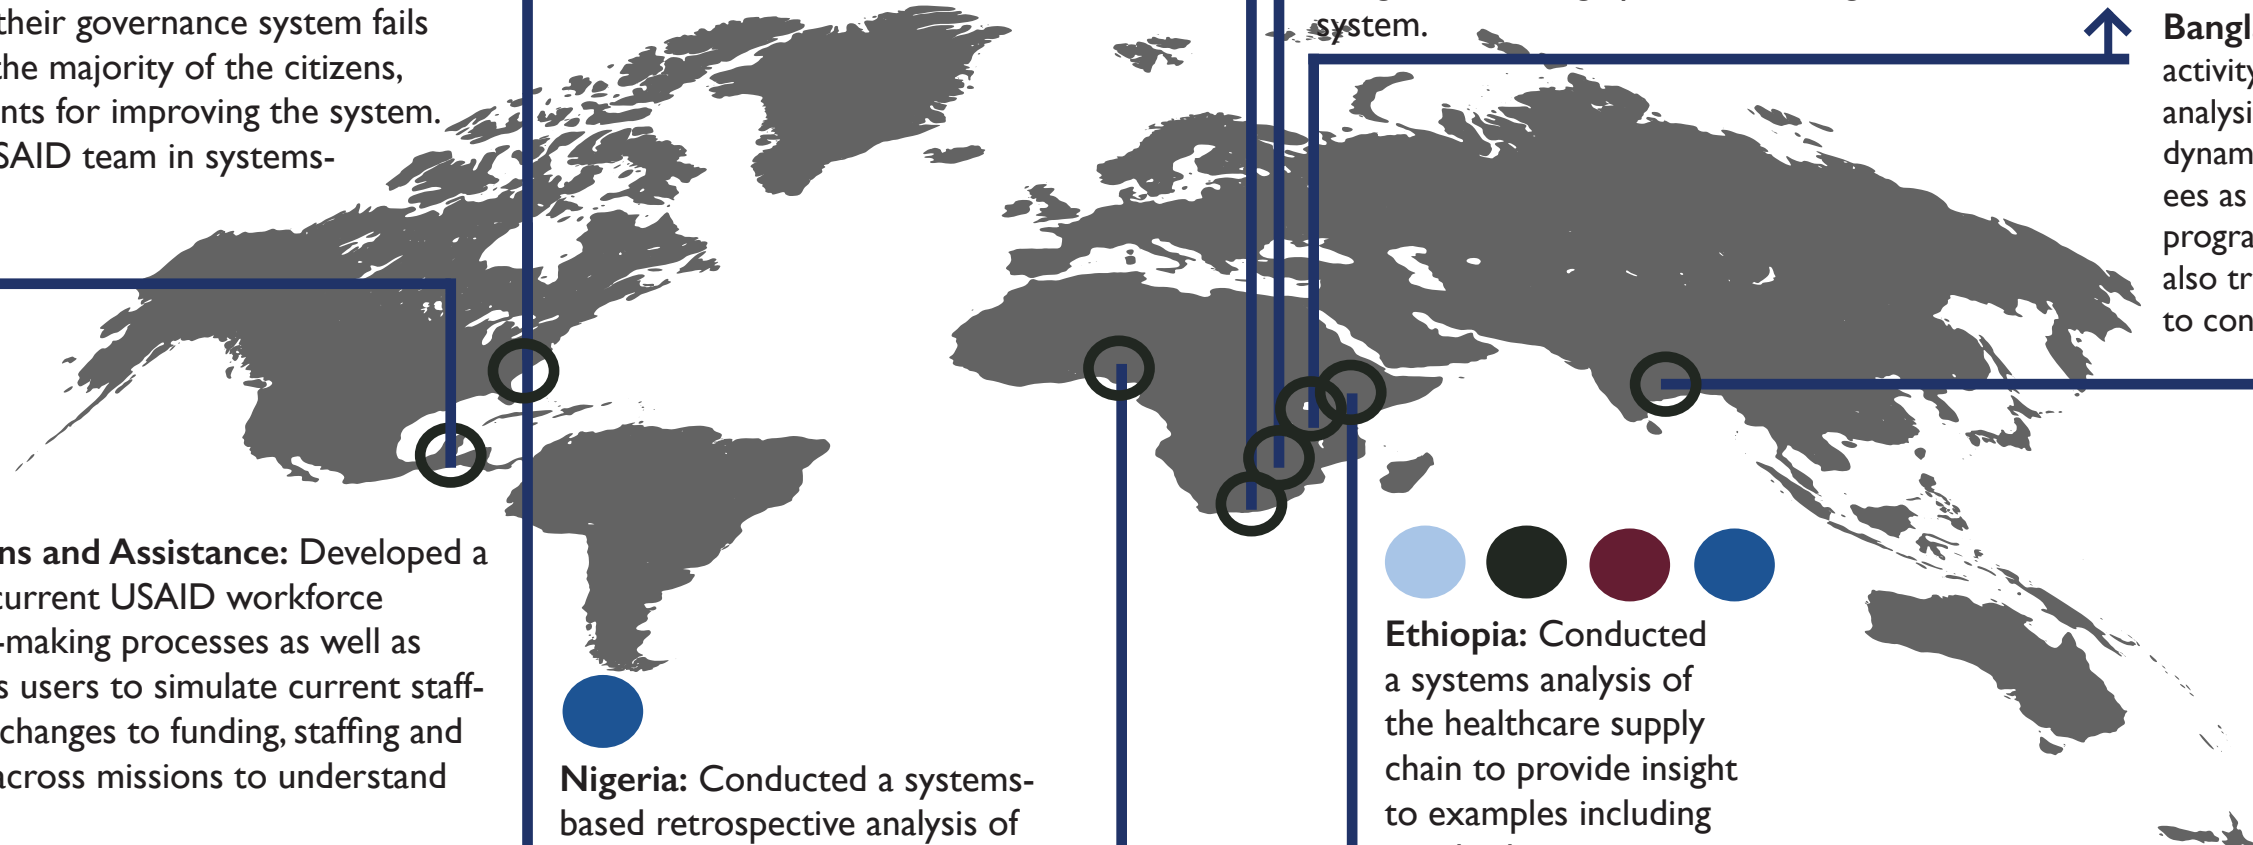 their governance system fails
the majority of the citizens,
nts for improving the system.
SAID team in systems-
system.
Bangl
activity
analysi
dynam
ees as
progra
also tr
to con
ns and Assistance: Developed a
current USAID workforce
-making processes as well as
s users to simulate current staff-
changes to funding, staffing and
across missions to understand
Nigeria: Conducted a systems-
based retrospective analysis of
Ethiopia: Conducted
a systems analysis of
the healthcare supply
chain to provide insight
to examples including